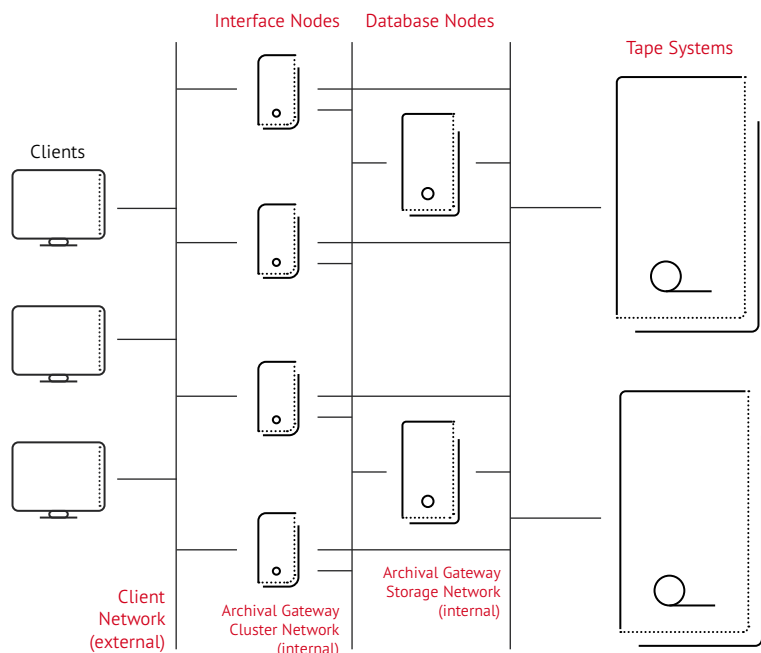 Interface Nodes
Database Nodes
Tape Systems
Clients
Client
Network
(external)
Archival Gateway
Cluster Network
(internal)
Archival Gateway
Storage Network
(internal)